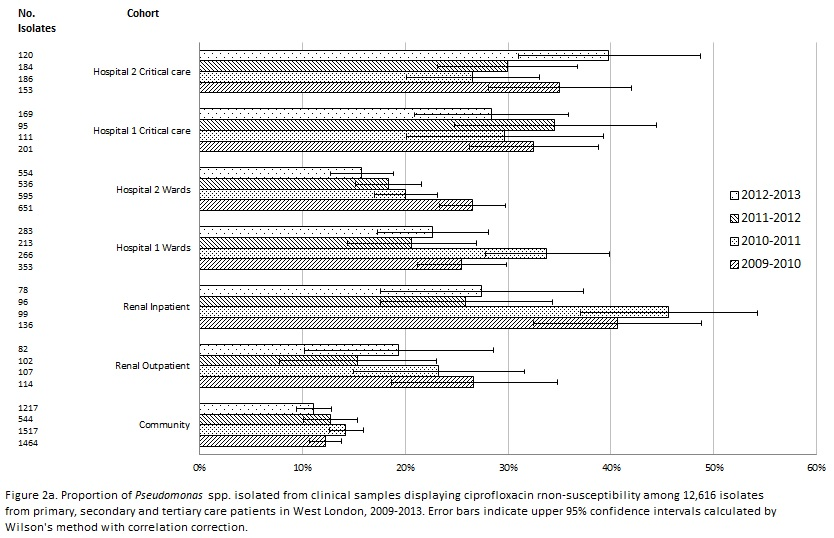 No. Isolates Cohort
120
184
186
153
Hospital 2 Critical care
169
95
111
201
Hospital 1 Critical care
554
536
595
651
Hospital 2 Wards
283
213
266
353
Hospital 1 Wards
78
96
99
136
Renal Inpatient
82
102
107
114
Renal Outpatient
1217
544
1517
1464
Community
2012-2013
2011-2012
2010-2011
2009-2010
0% 10% 20% 30% 40% 50% 60%
Figure 2a. Proportion of Pseudomonas spp. isolated from clinical samples displaying ciprofloxacin rnon-susceptibility among 12,616 isolates
from primary, secondary and tertiary care patients in West London, 2009-2013. Error bars indicate upper 95% confidence intervals calculated by
Wilson's method with correlation correction.